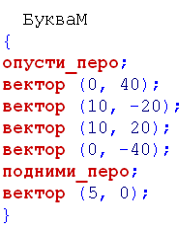 БукваМ
{
опусти_перо;
вектор (0, 40);
вектор (10, -20);
вектор (10, 20);
вектор (0, -40);
подними_перо;
вектор (5, 0);
}